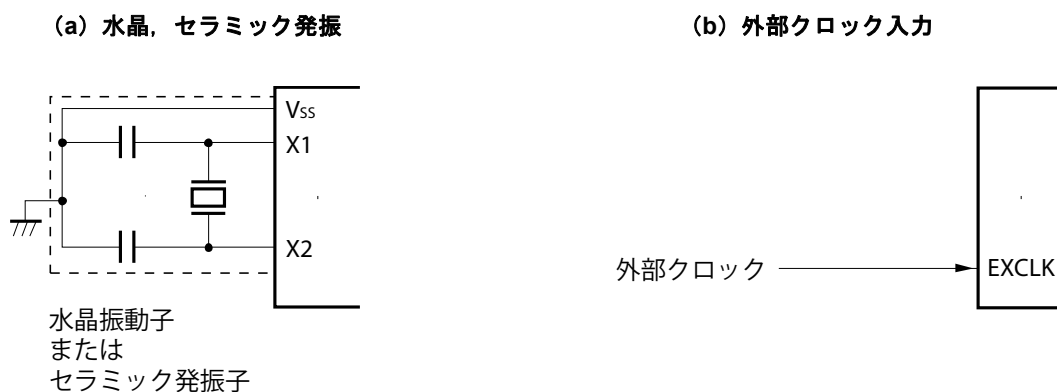 (a) 水晶，セラミック発振
(b) 外部クロック入力
VSS
X1
X2
水晶振動子
または
セラミック発振子
外部クロック
EXCLK